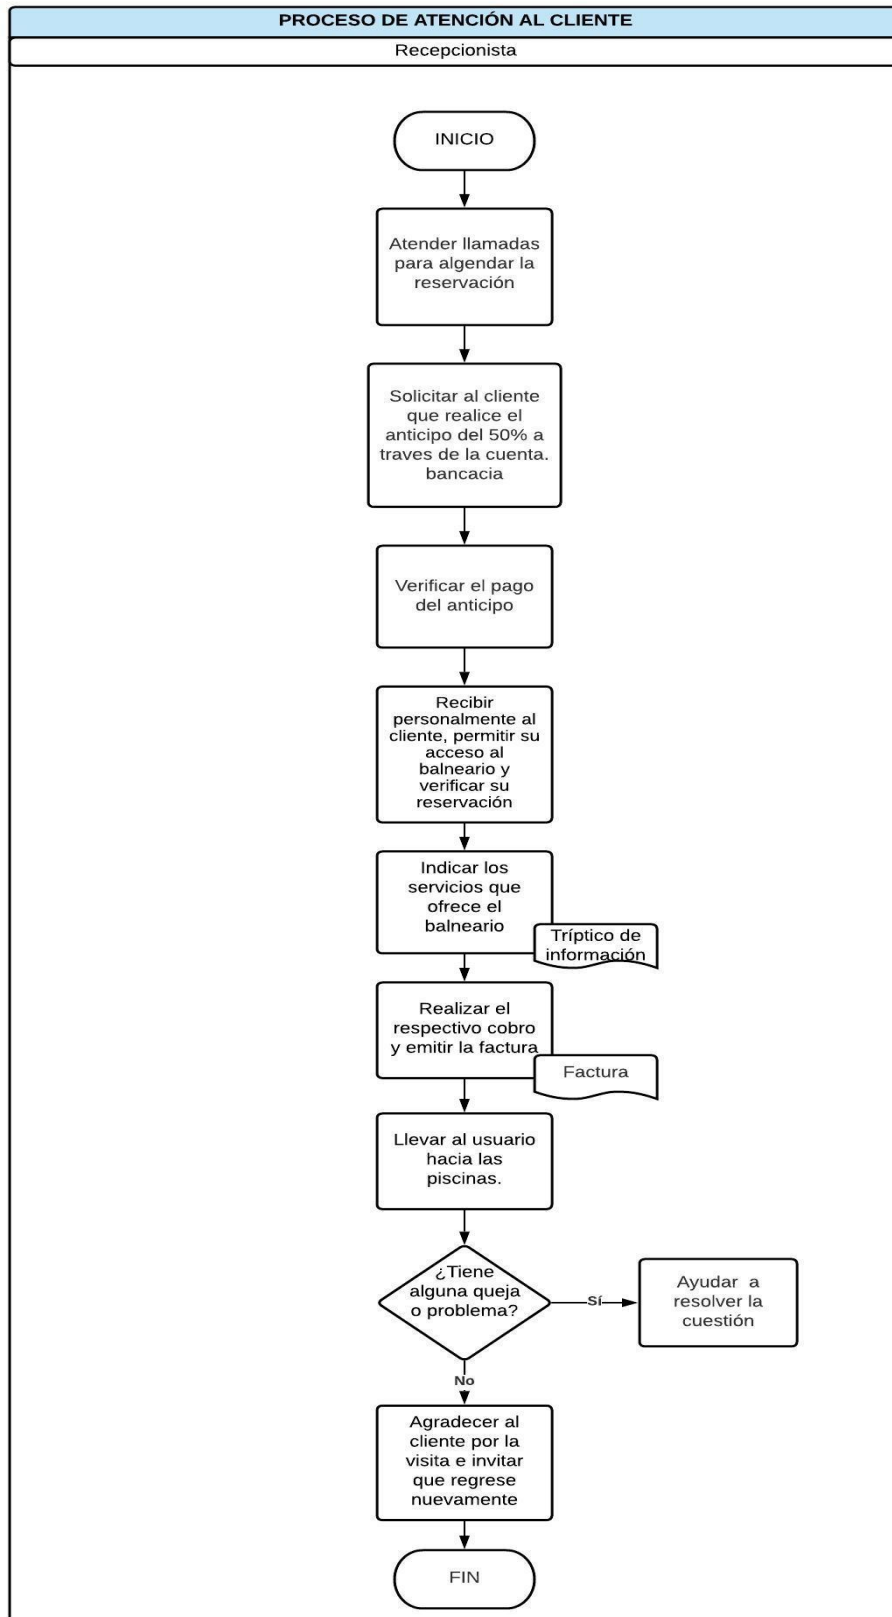 PROCESO DE ATENCIÓN AL CLIENTE
Recepcionista
INICIO
Atender llamadas
para algendar la
reservación
Solicitar al cliente
que realice el
anticipo del 50% a
traves de la cuenta.
bancacia
Verificar el pago
del anticipo
Recibir
personalmente al
cliente, permitir su
acceso al
balneario y
verificar su
reservación
Indicar los
servicios que
ofrece el
balneario
Tríptico de
información
Realizar el
respectivo cobro
y emitir la factura
Factura
Llevar al usuario
hacia las
piscinas.
¿Tiene
alguna queja
o problema?
Sí
Ayudar a
resolver la
cuestión
No
Agradecer al
cliente por la
visita e invitar
que regrese
nuevamente
FIN